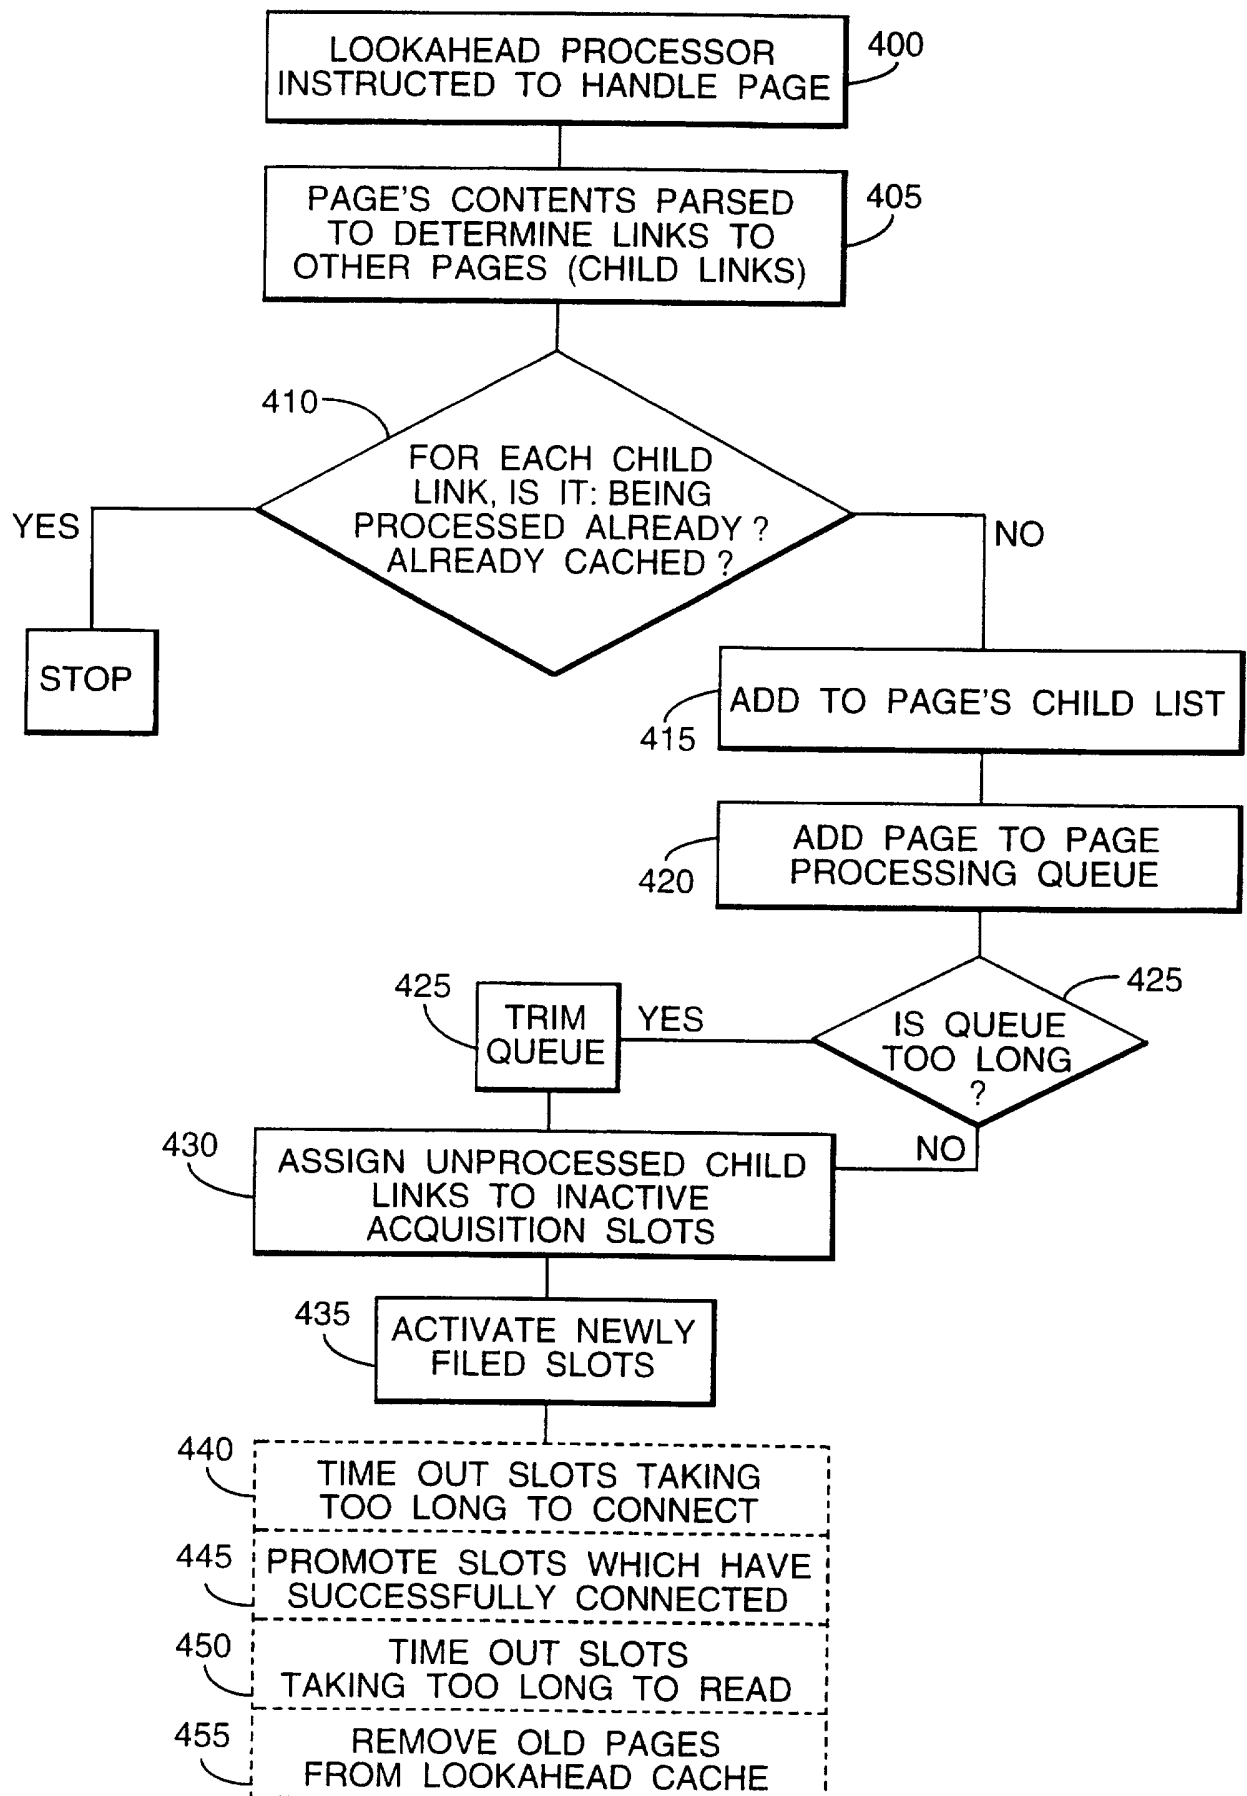 LOOKAHEAD PROCESSOR
INSTRUCTED TO HANDLE PAGE
400
PAGE'S CONTENTS PARSED
TO DETERMINE LINKS TO
OTHER PAGES (CHILD LINKS)
405
410
FOR EACH CHILD
LINK, IS IT: BEING
PROCESSED ALREADY ?
ALREADY CACHED ?
YES
NO
STOP
ADD TO PAGE'S CHILD LIST
415
ADD PAGE TO PAGE
PROCESSING QUEUE
420
425
IS QUEUE
TOO LONG
?
YES
425
TRIM
QUEUE
NO
430
ASSIGN UNPROCESSED CHILD
LINKS TO INACTIVE
ACQUISITION SLOTS
435
ACTIVATE NEWLY
FILED SLOTS
440
TIME OUT SLOTS TAKING
TOO LONG TO CONNECT
445
PROMOTE SLOTS WHICH HAVE
SUCCESSFULLY CONNECTED
450
TIME OUT SLOTS
TAKING TOO LONG TO READ
455
REMOVE OLD PAGES
FROM LOOKAHEAD CACHE